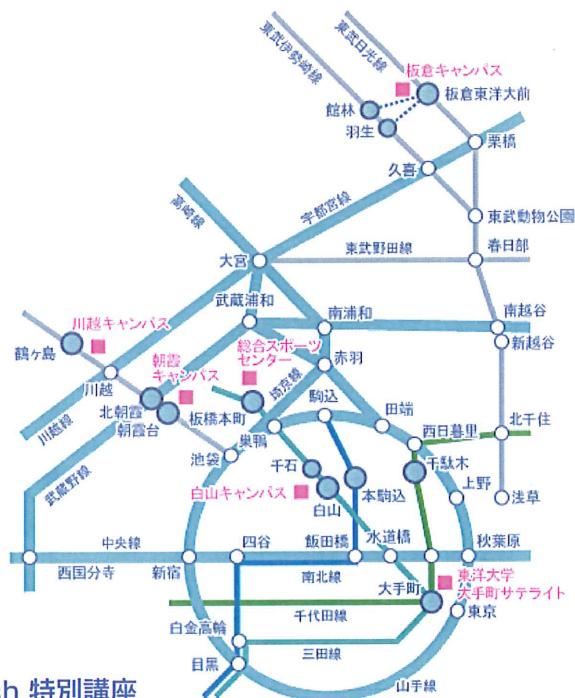 東武伊勢崎線
東武日光線
板倉キャンパス
板倉東洋大前
館林
羽生
栗橋
久喜
宇都宮線
高崎線
東武動物公園
大宮
東武野田線
春日部
武蔵浦和
南浦和
南越谷
新越谷
川越キャンパス
鶴ヶ島
朝霞
キャンパス
総合スポーツ
センター
埼京線
赤羽
川越
川越線
北朝霞
朝霞台
板橋本町
駒込
田端
西日暮里
北千住
巣鴨
池袋
武蔵野線
千石
千駄木
白山キャンパス
白山
本駒込
上野
浅草
中央線
四谷
飯田橋
水道橋
秋葉原
西国分寺
新宿
南北線
東洋大学
大手町サテライト
大手町
千代田線
東京
白金高輪
三田線
目黒
山手線
特別講座